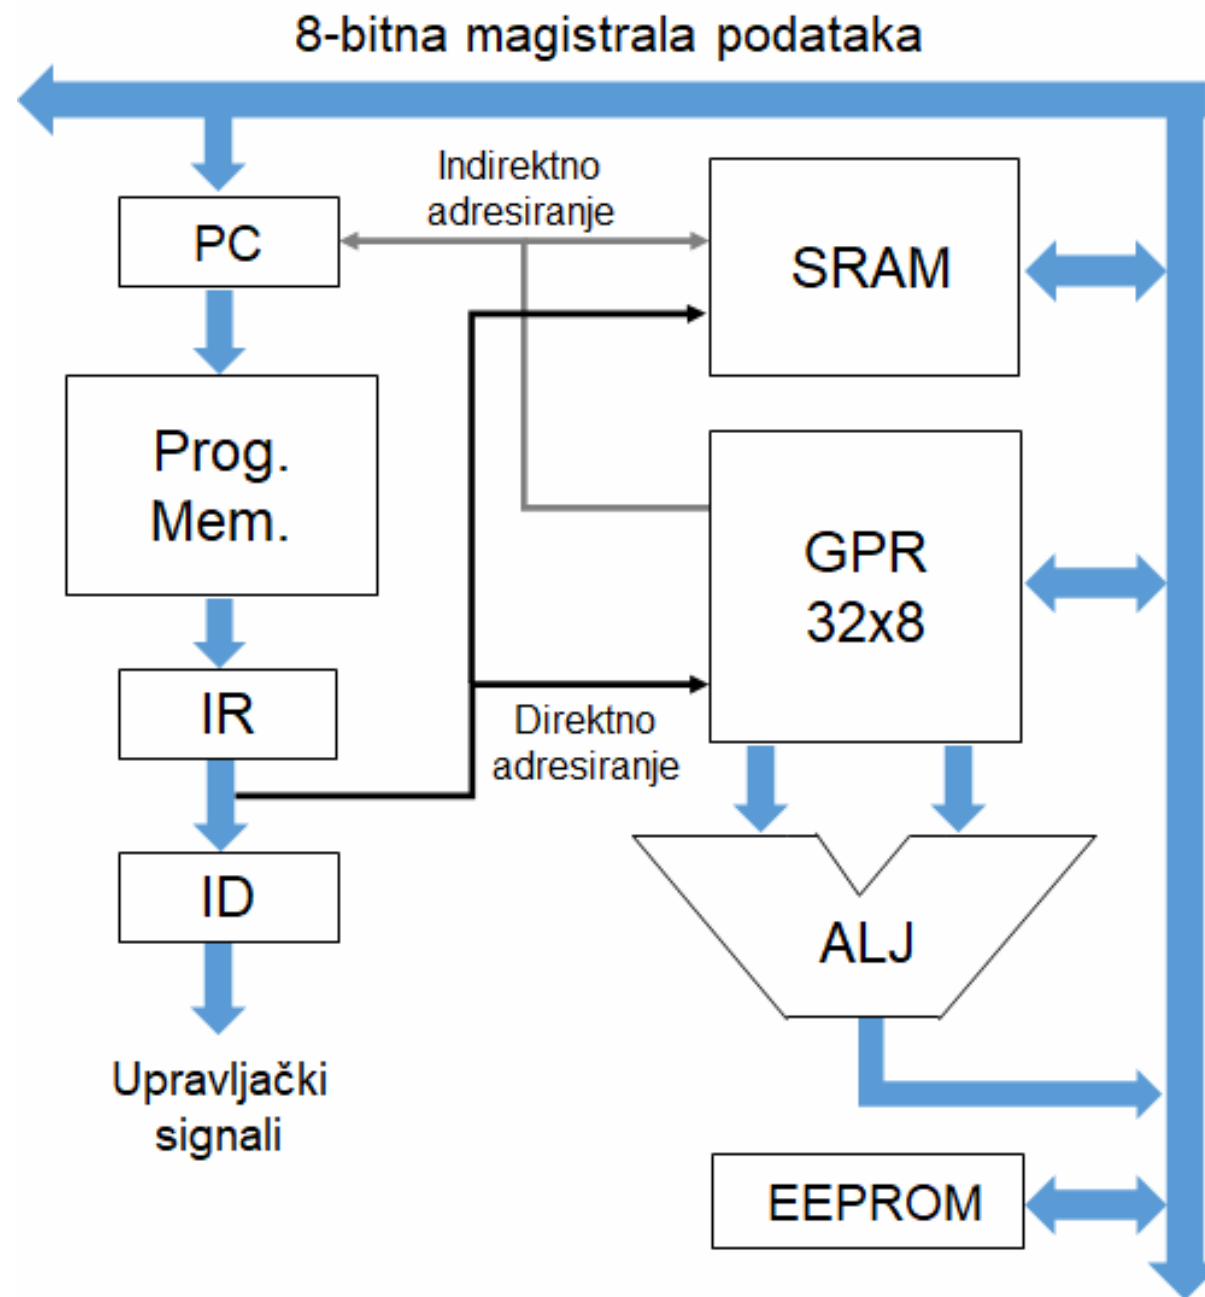 8-bitna magistrala podataka
Indirektno
adresiranje
PC
SRAM
Prog.
Mem.
GPR
32x8
IR
Direktno
adresiranje
ID
ALJ
Upravljački
signali
EEPROM